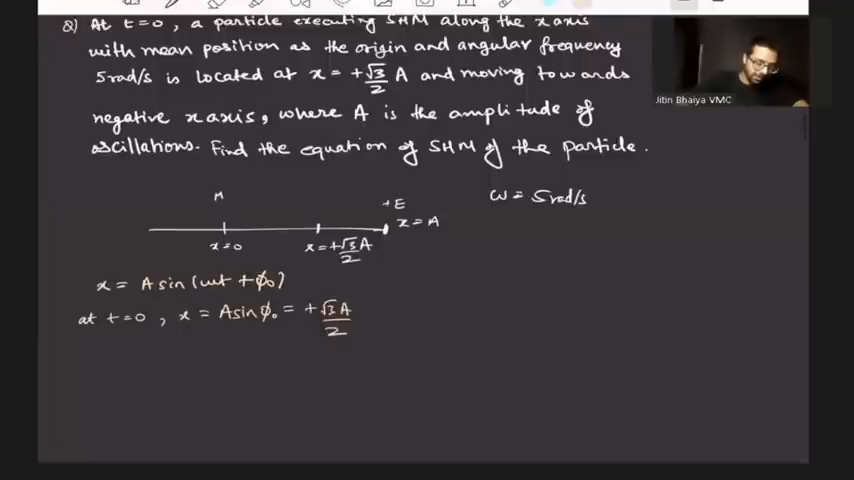 Q) At t=0, a particle executing SHM along the x axis
with mean position as the origin and angular frequency
5 rad/s is located at x = +√3/2 A and moving towards
negative x axis, where A is the amplitude of
oscillations. Find the equation of SHM of the particle.
Jitin Bhaiya VMC
M
+E
ω = 5 rad/s
x = A
x = 0
x = +√3/2 A
x = A sin(ωt + ϕ₀)
at t = 0, x = A sin ϕ₀ = + √3 A/2